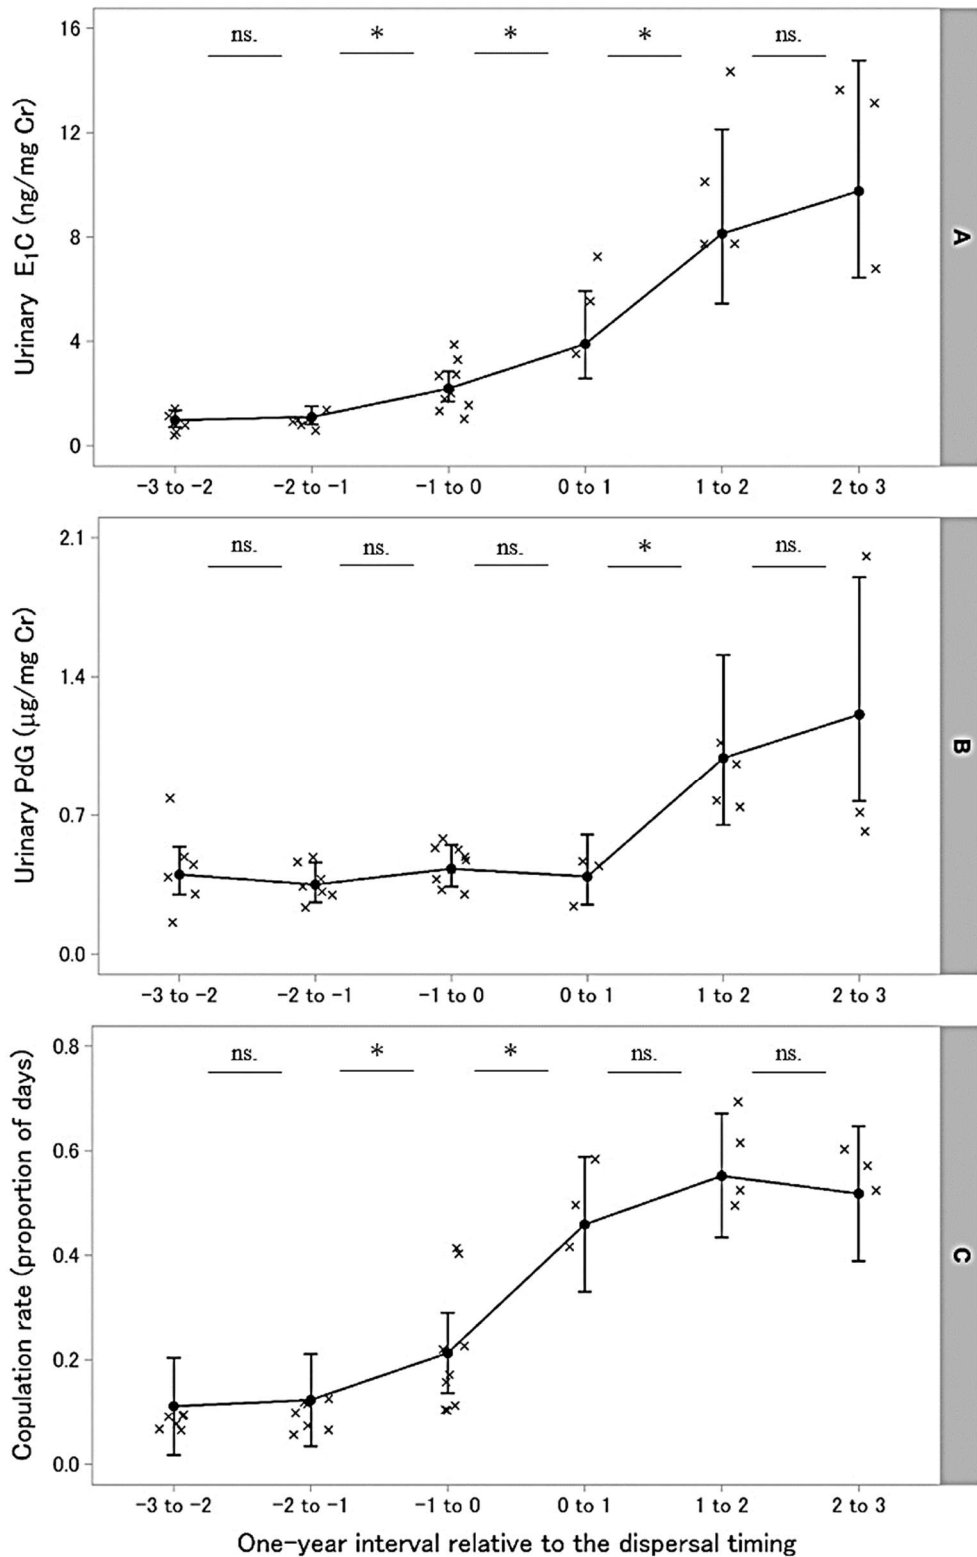 16
ns.
*
*
*
ns.
12
8
4
0
Urinary E₁C (ng/mg Cr)
A
-3 to -2
-2 to -1
-1 to 0
0 to 1
1 to 2
2 to 3
2.1
ns.
ns.
ns.
*
ns.
1.4
0.7
0.0
Urinary PdG (μg/mg Cr)
B
-3 to -2
-2 to -1
-1 to 0
0 to 1
1 to 2
2 to 3
0.8
ns.
*
*
ns.
ns.
0.6
0.4
0.2
0.0
Copulation rate (proportion of days)
C
-3 to -2
-2 to -1
-1 to 0
0 to 1
1 to 2
2 to 3
One-year interval relative to the dispersal timing